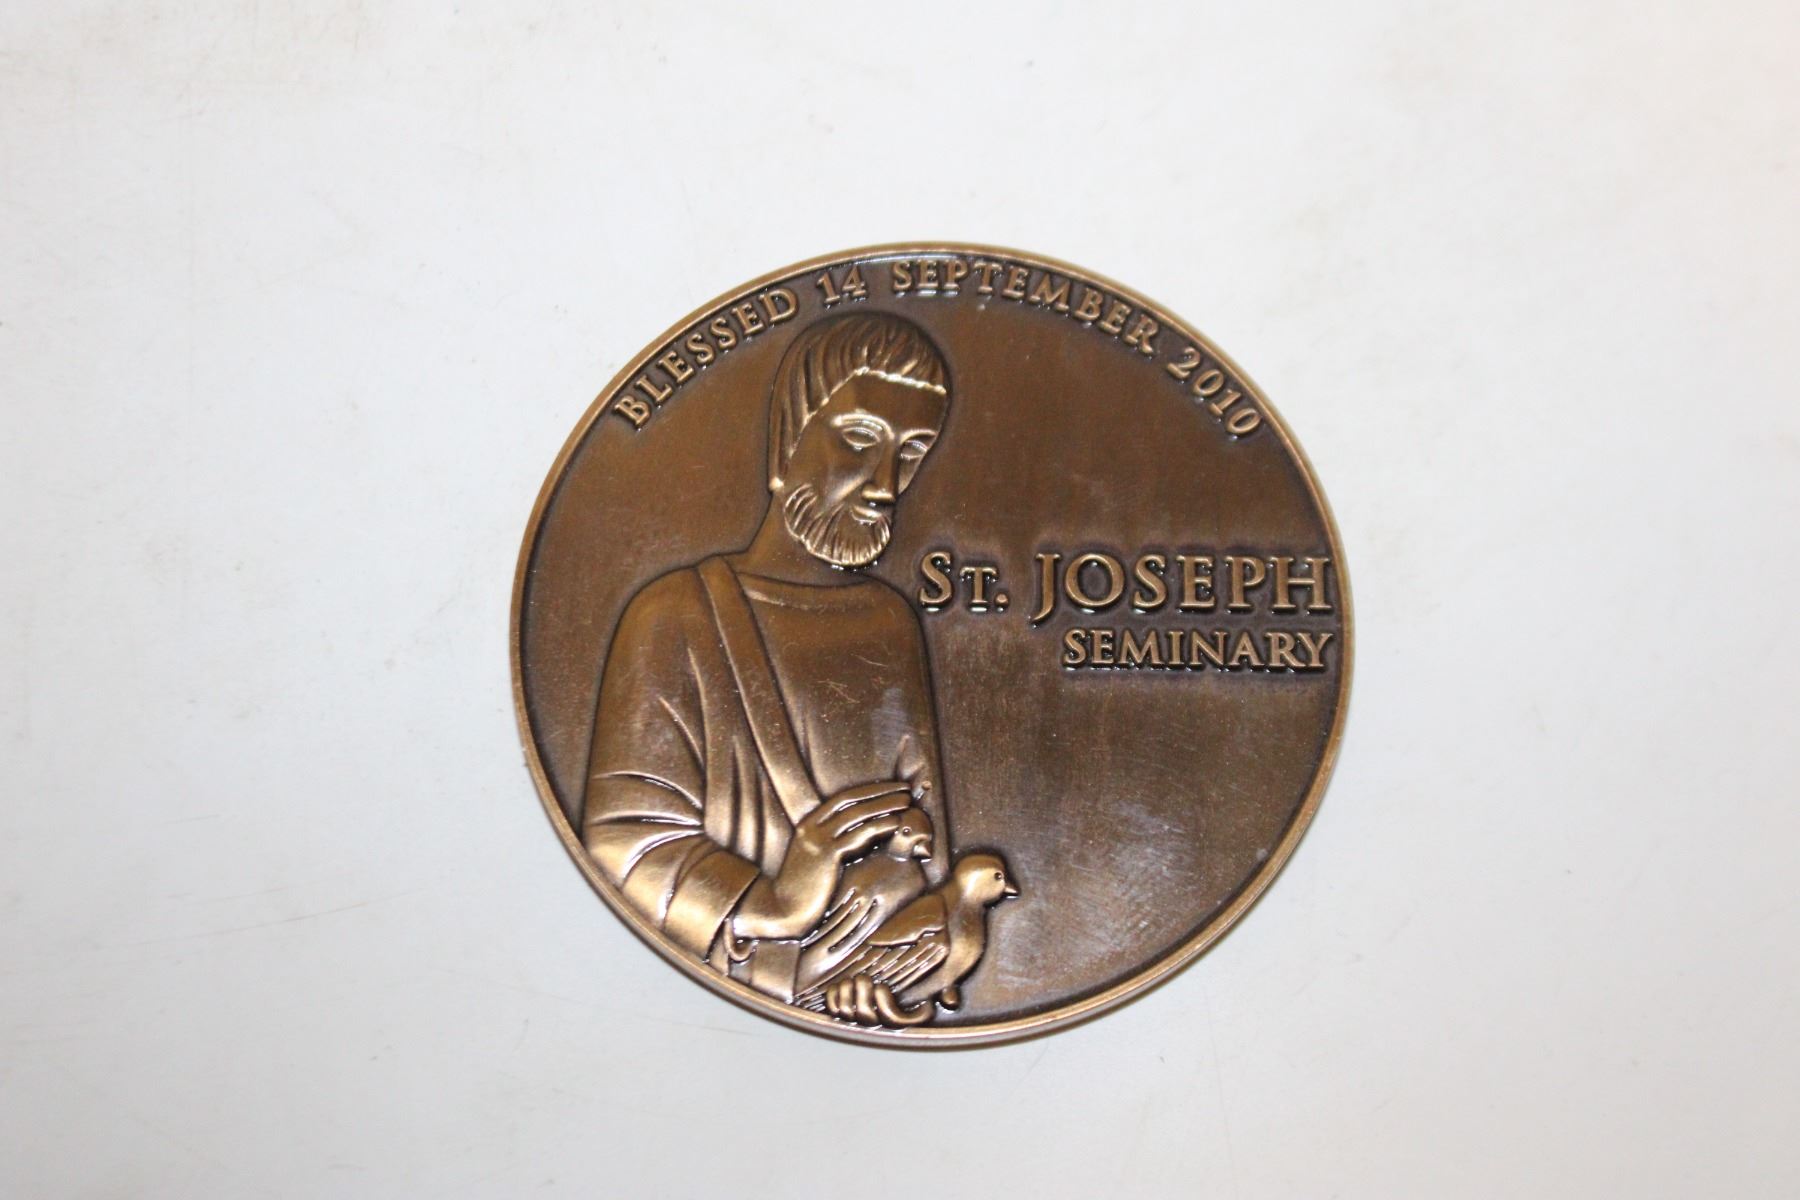 BLESSED 14 SEPTEMBER 2010
ST. JOSEPH
SEMINARY